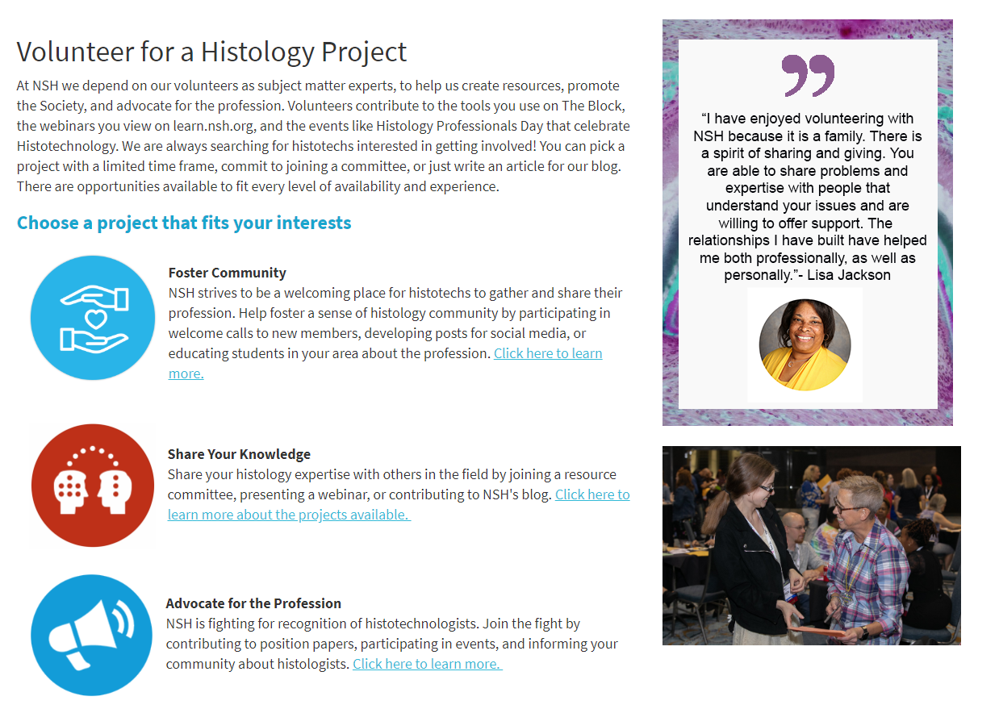 Volunteer for a Histology Project
At NSH we depend on our volunteers as subject matter experts, to help us create resources, promote
the Society, and advocate for the profession. Volunteers contribute to the tools you use on The Block,
the webinars you view on learn.nsh.org, and the events like Histology Professionals Day that celebrate
Histotechnology. We are always searching for histotechs interested in getting involved! You can pick a
project with a limited time frame, commit to joining a committee, or just write an article for our blog.
There are opportunities available to fit every level of availability and experience.
Choose a project that fits your interests
Foster Community
NSH strives to be a welcoming place for histotechs to gather and share their
profession. Help foster a sense of histology community by participating in
welcome calls to new members, developing posts for social media, or
educating students in your area about the profession. Click here to learn
more.
Share Your Knowledge
Share your histology expertise with others in the field by joining a resource
committee, presenting a webinar, or contributing to NSH's blog. Click here to
learn more about the projects available.
Advocate for the Profession
NSH is fighting for recognition of histotechnologists. Join the fight by
contributing to position papers, participating in events, and informing your
community about histologists. Click here to learn more.
”
“I have enjoyed volunteering with
NSH because it is a family. There is
a spirit of sharing and giving. You
are able to share problems and
expertise with people that
understand your issues and are
willing to offer support. The
relationships I have built have helped
me both professionally, as well as
personally.”- Lisa Jackson